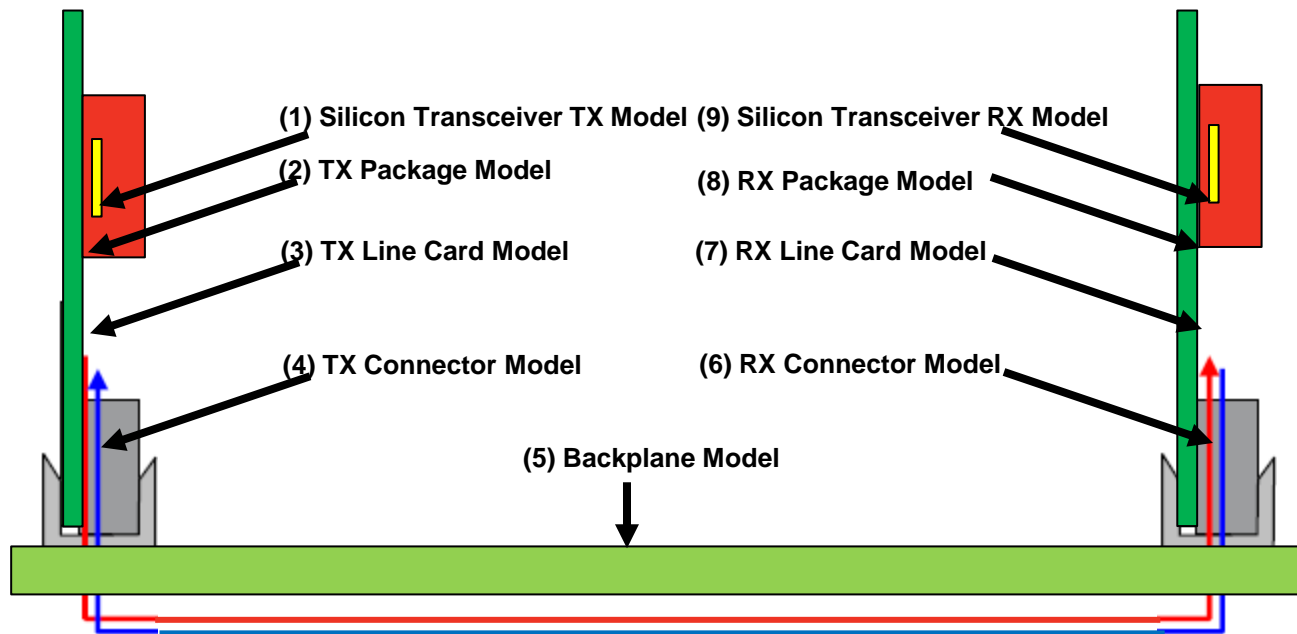 (1) Silicon Transceiver TX Model
(9) Silicon Transceiver RX Model
(2) TX Package Model
(8) RX Package Model
(3) TX Line Card Model
(7) RX Line Card Model
(4) TX Connector Model
(6) RX Connector Model
(5) Backplane Model